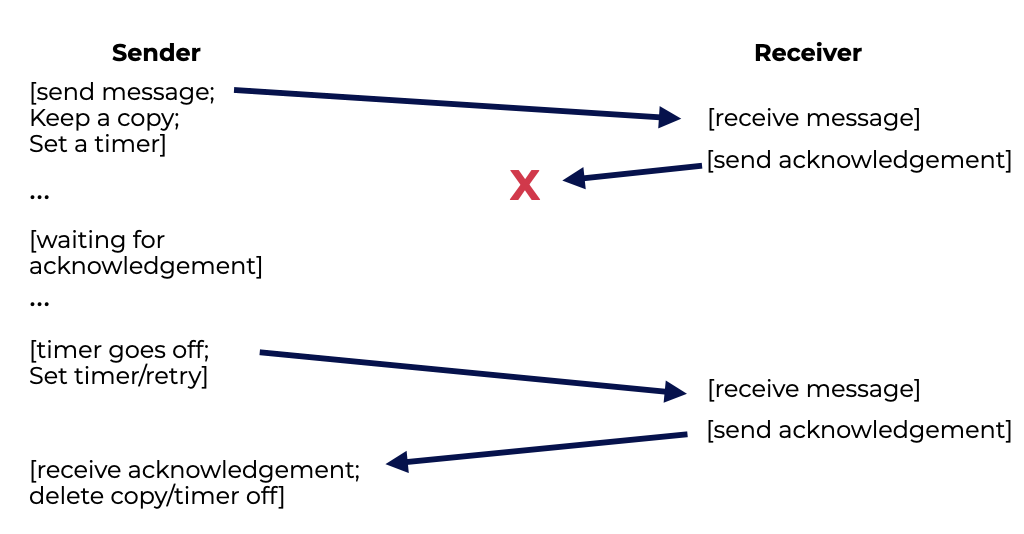 Sender
Receiver
[send message;
Keep a copy;
Set a timer]
[receive message]
[send acknowledgement]
X
...
[waiting for
acknowledgement]
...
[timer goes off;
Set timer/retry]
[receive message]
[send acknowledgement]
[receive acknowledgement;
delete copy/timer off]